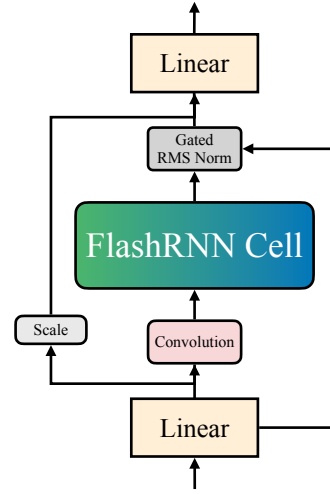 Linear
Gated
RMS Norm
FlashRNN Cell
Scale
Convolution
Linear